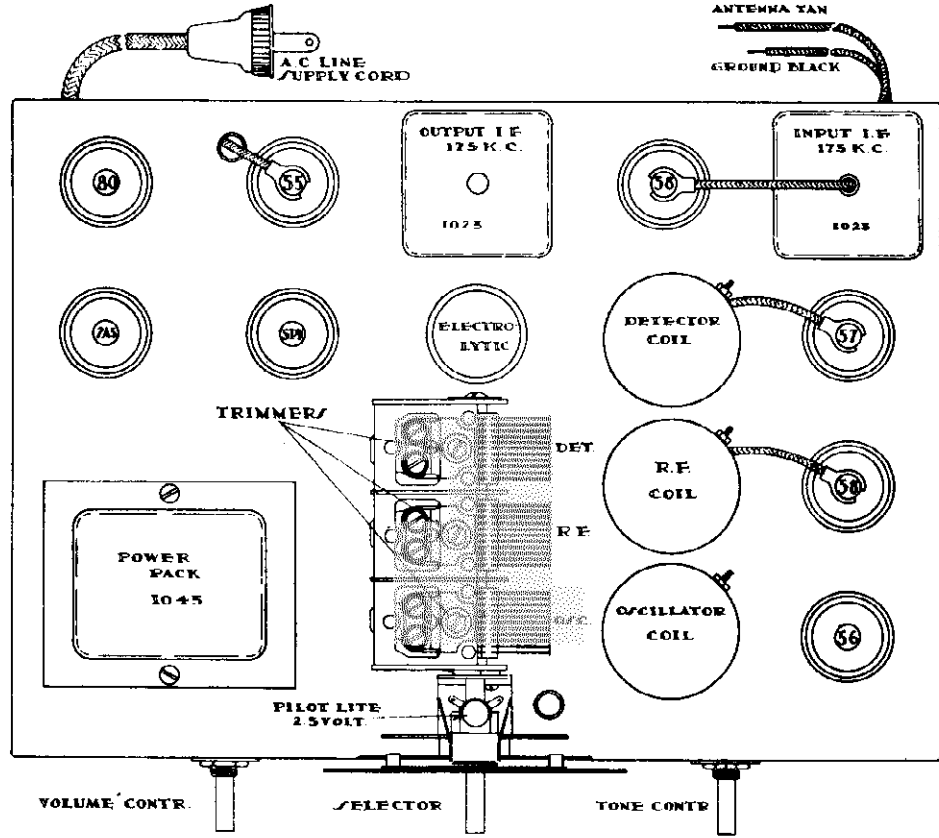 ANTENNA TAN
GROUND BLACK
A.C LINE
SUPPLY CORD
80
55
OUTPUT I.F.
175 K.C.
1023
58
INPUT I.F.
175 K.C.
1023
2A5
SPK
ELECTRO-
LYTIC
DETECTOR
COIL
57
TRIMMERS
DET.
R.F.
COIL
58
R F
POWER
PACK
1045
OSC.
OSCILLATOR
COIL
56
PILOT LITE
2.5 VOLT.
VOLUME CONTR.
SELECTOR
TONE CONTR